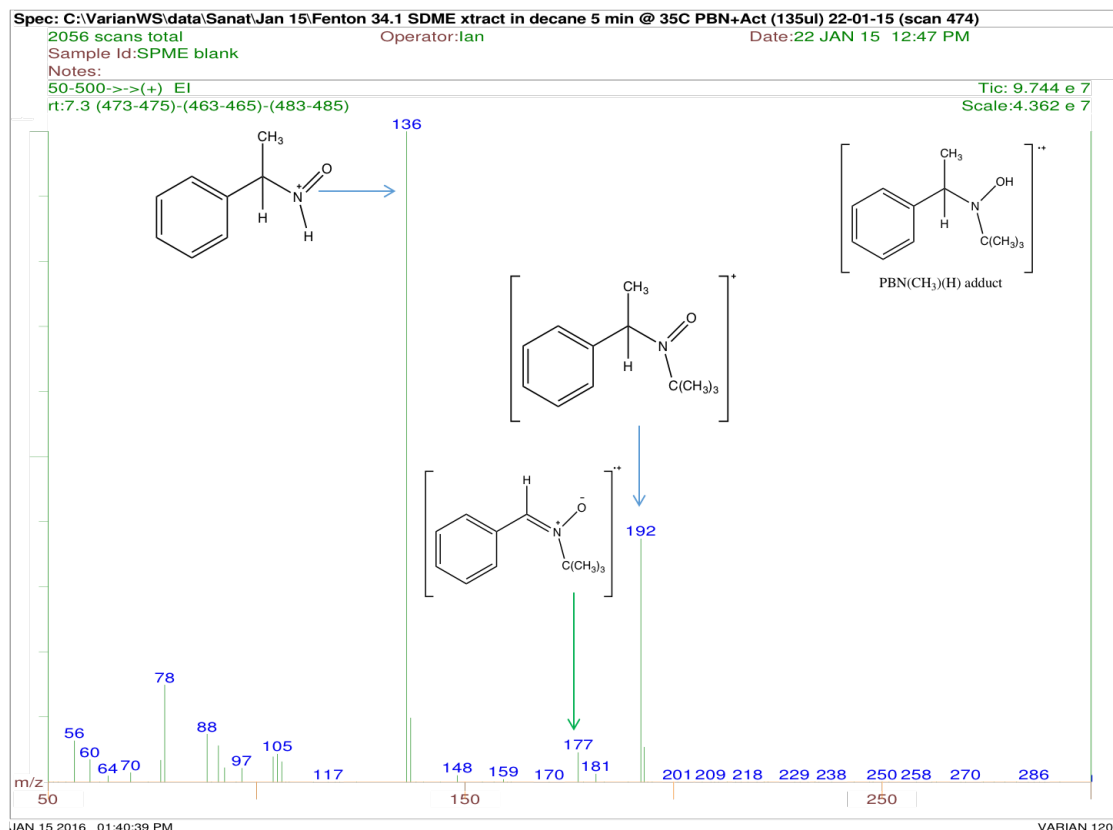 Spec: C:\VarianWS\data\Sanat\Jan 15\Fenton 34.1 SDME xtract in decane 5 min @ 35C PBN+Act (135ul) 22-01-15 (scan 474)
2056 scans total Operator:Ian Date:22 JAN 15 12:47 PM
Sample Id:SPME blank
Notes:
50-500->->(+) EI Tic: 9.744 e 7
rt:7.3 (473-475)-(463-465)-(483-485) Scale:4.362 e 7
136
CH₃
O
N
+
H
H
CH₃
OH
N
H
C(CH₃)₃
·+
PBN(CH₃)(H) adduct
CH₃
O
N
H
C(CH₃)₃
+
H
O
−
N
+
C(CH₃)₃
·+
192
78
56
60
64
70
88
97
105
117
148
159
170
177
181
201
209
218
229
238
250
258
270
286
m/z
50
150
250
JAN 15 2016 01:40:39 PM VARIAN 120